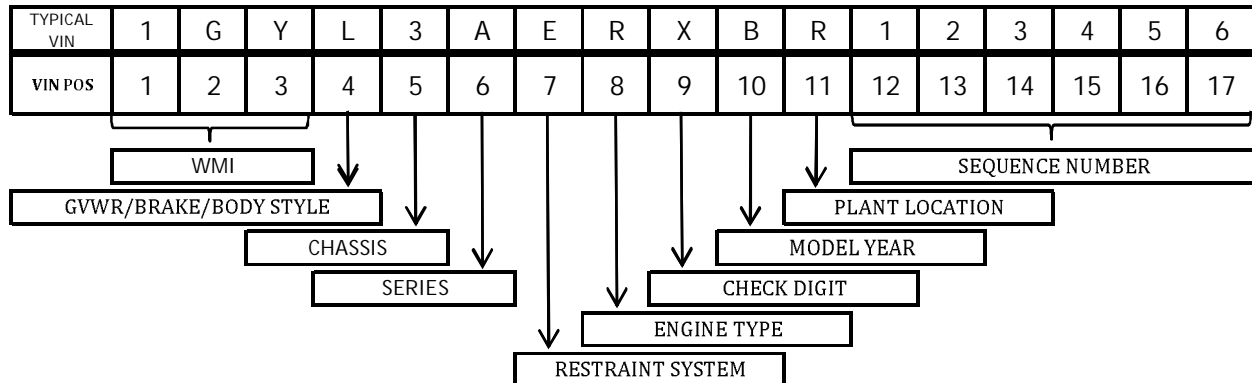 TYPICAL VIN 1 G Y L 3 A E R X B R 1 2 3 4 5 6
VIN POS 1 2 3 4 5 6 7 8 9 10 11 12 13 14 15 16 17
WMI SEQUENCE NUMBER
GVWR/BRAKE/BODY STYLE PLANT LOCATION
CHASSIS MODEL YEAR
SERIES CHECK DIGIT
ENGINE TYPE
RESTRAINT SYSTEM